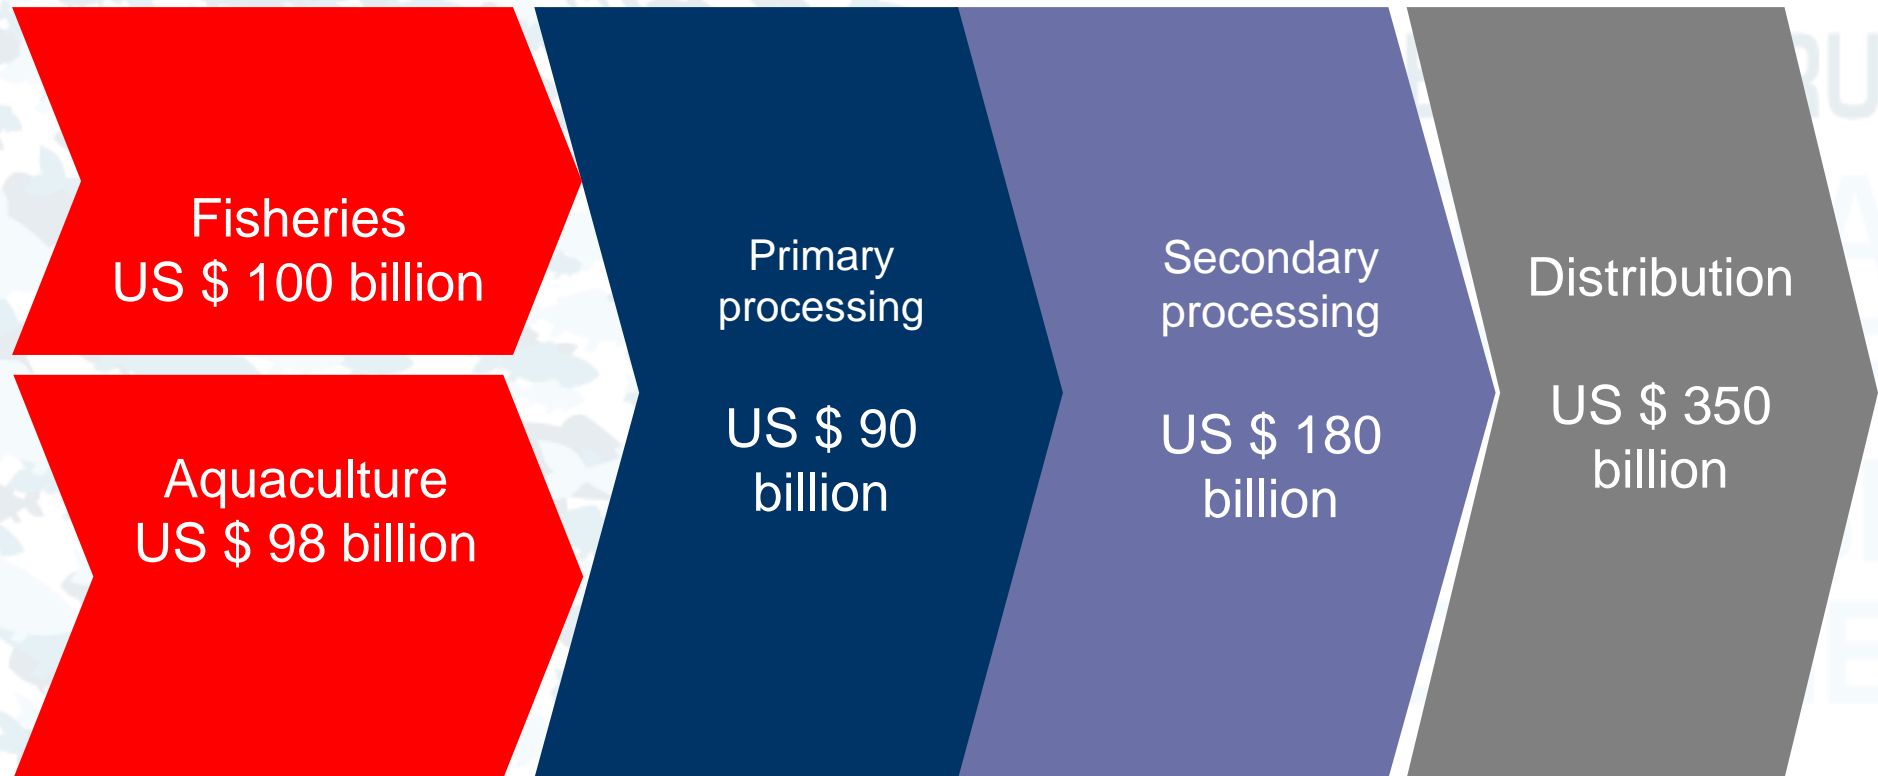 Fisheries
US $ 100 billion
Aquaculture
US $ 98 billion
Primary
processing
US $ 90
billion
Secondary
processing
US $ 180
billion
Distribution
US $ 350
billion